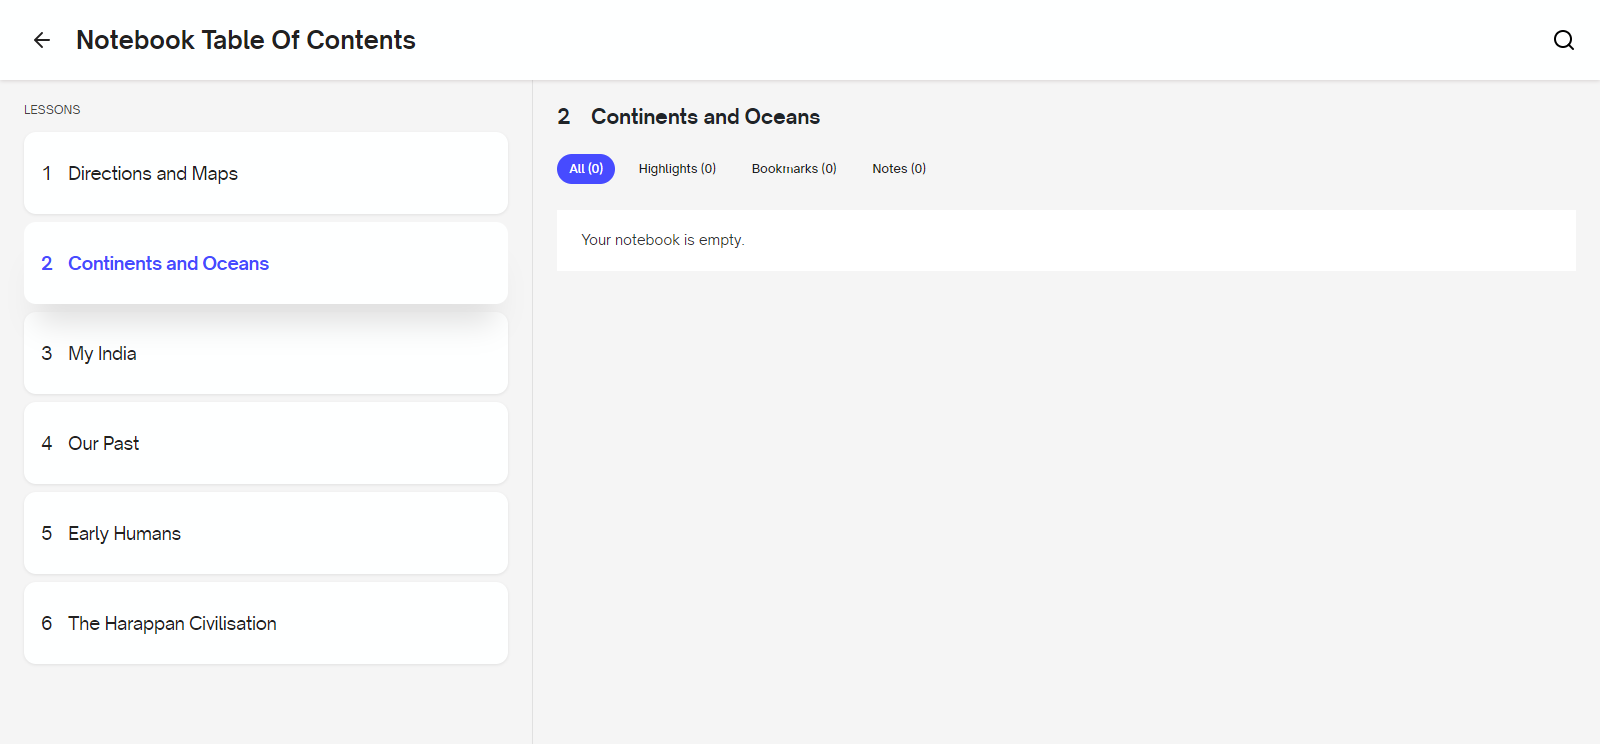 Notebook Table Of Contents
LESSONS
1 Directions and Maps
2 Continents and Oceans
3 My India
4 Our Past
5 Early Humans
6 The Harappan Civilisation
2 Continents and Oceans
All (0) Highlights (0) Bookmarks (0) Notes (0)
Your notebook is empty.